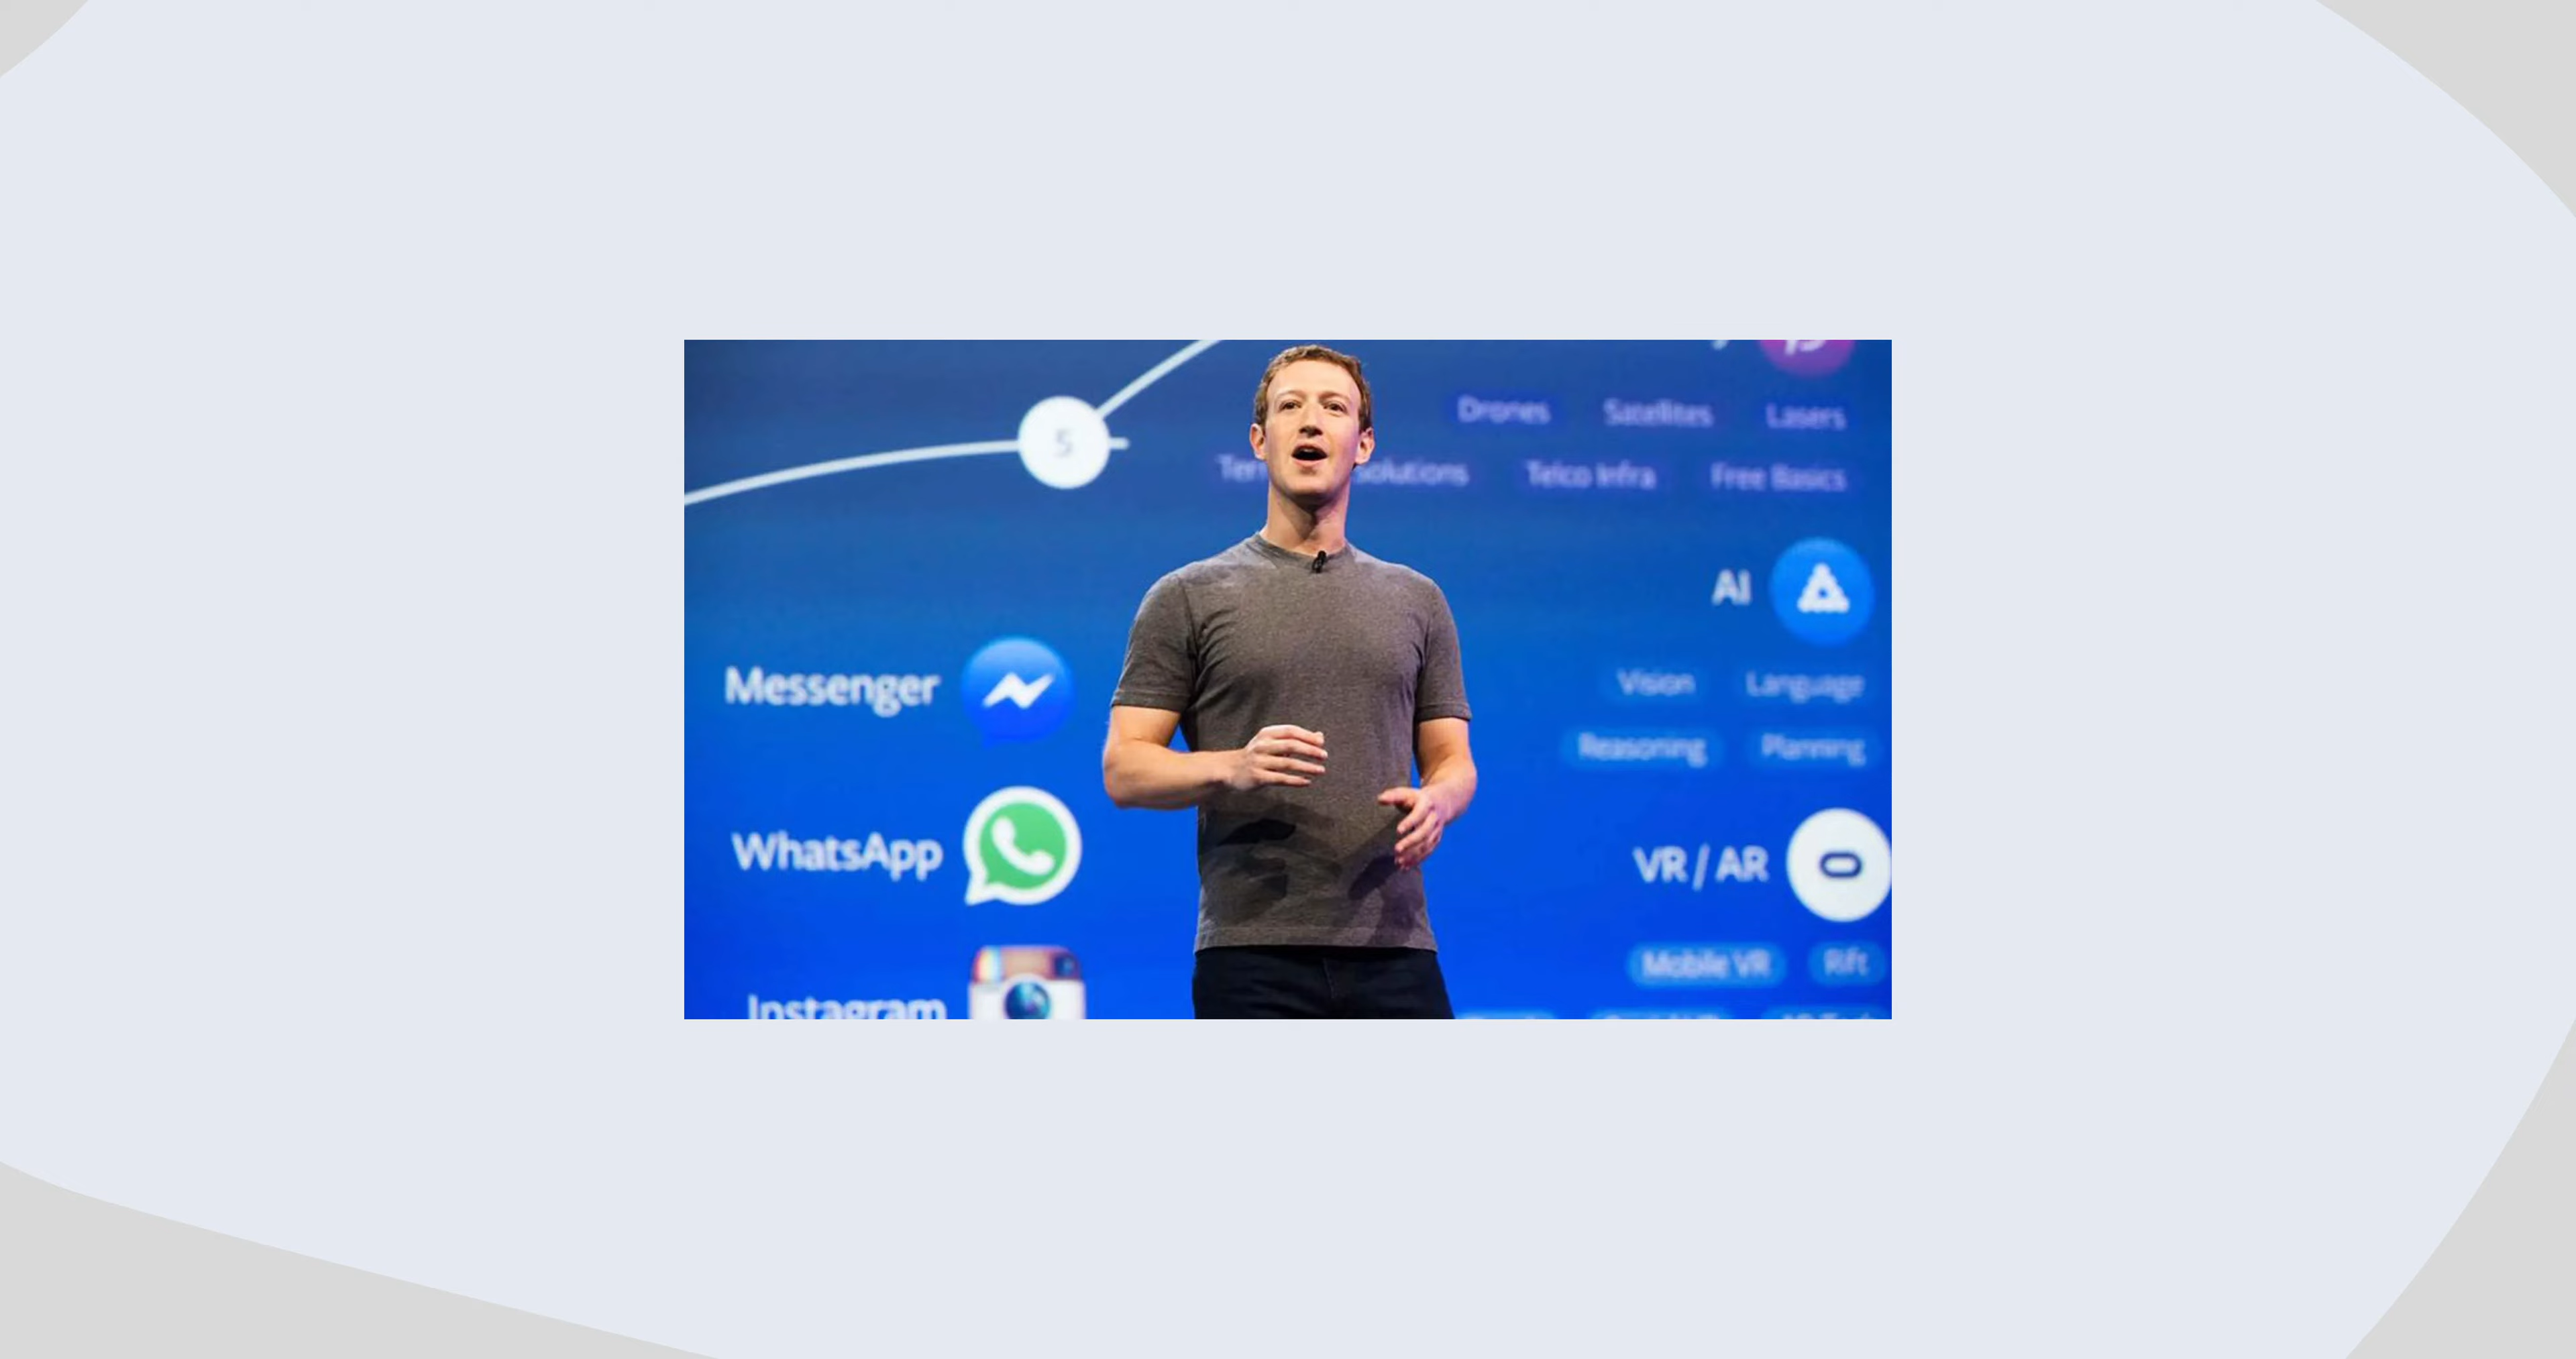 5
Drones Satellites Lasers
Solutions Telco Infra Free Basics
AI
Messenger
Vision Language
Reasoning Planning
WhatsApp
VR / AR
Mobile VR Rift
Instagram